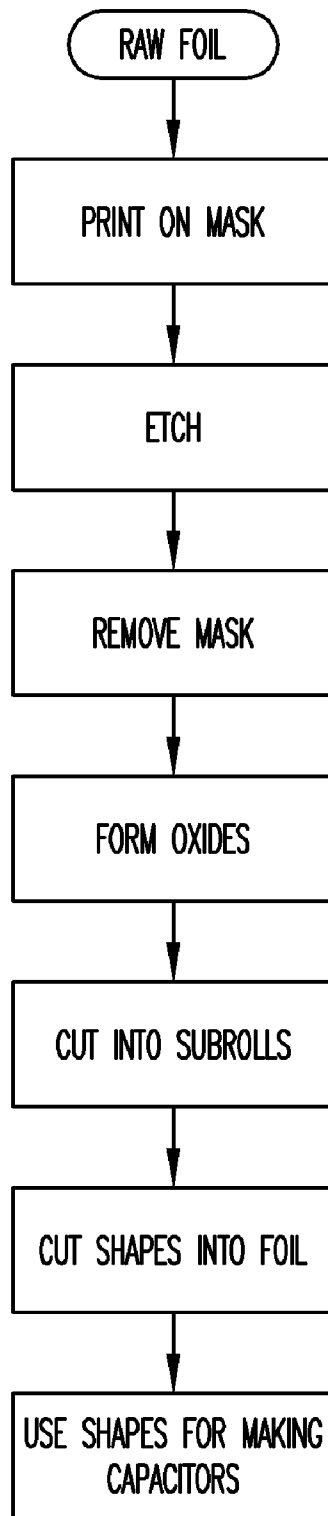 RAW FOIL
PRINT ON MASK
ETCH
REMOVE MASK
FORM OXIDES
CUT INTO SUBROLLS
CUT SHAPES INTO FOIL
USE SHAPES FOR MAKING
CAPACITORS